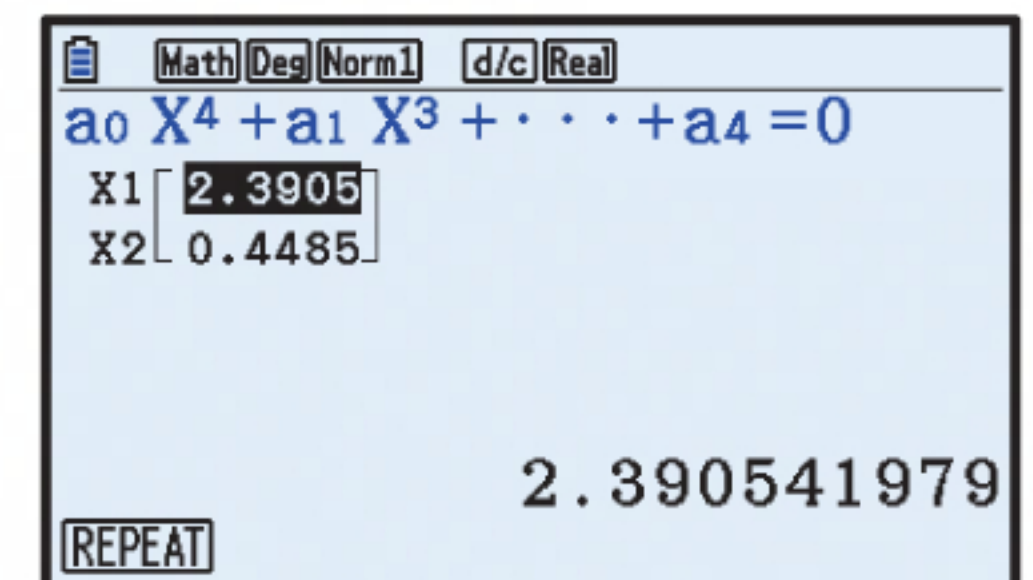 Math Deg Norm1 d/c Real
a0 X4 +a1 X3 +···+a4 =0
X1[ 2.3905]
X2[ 0.4485]
2.390541979
REPEAT